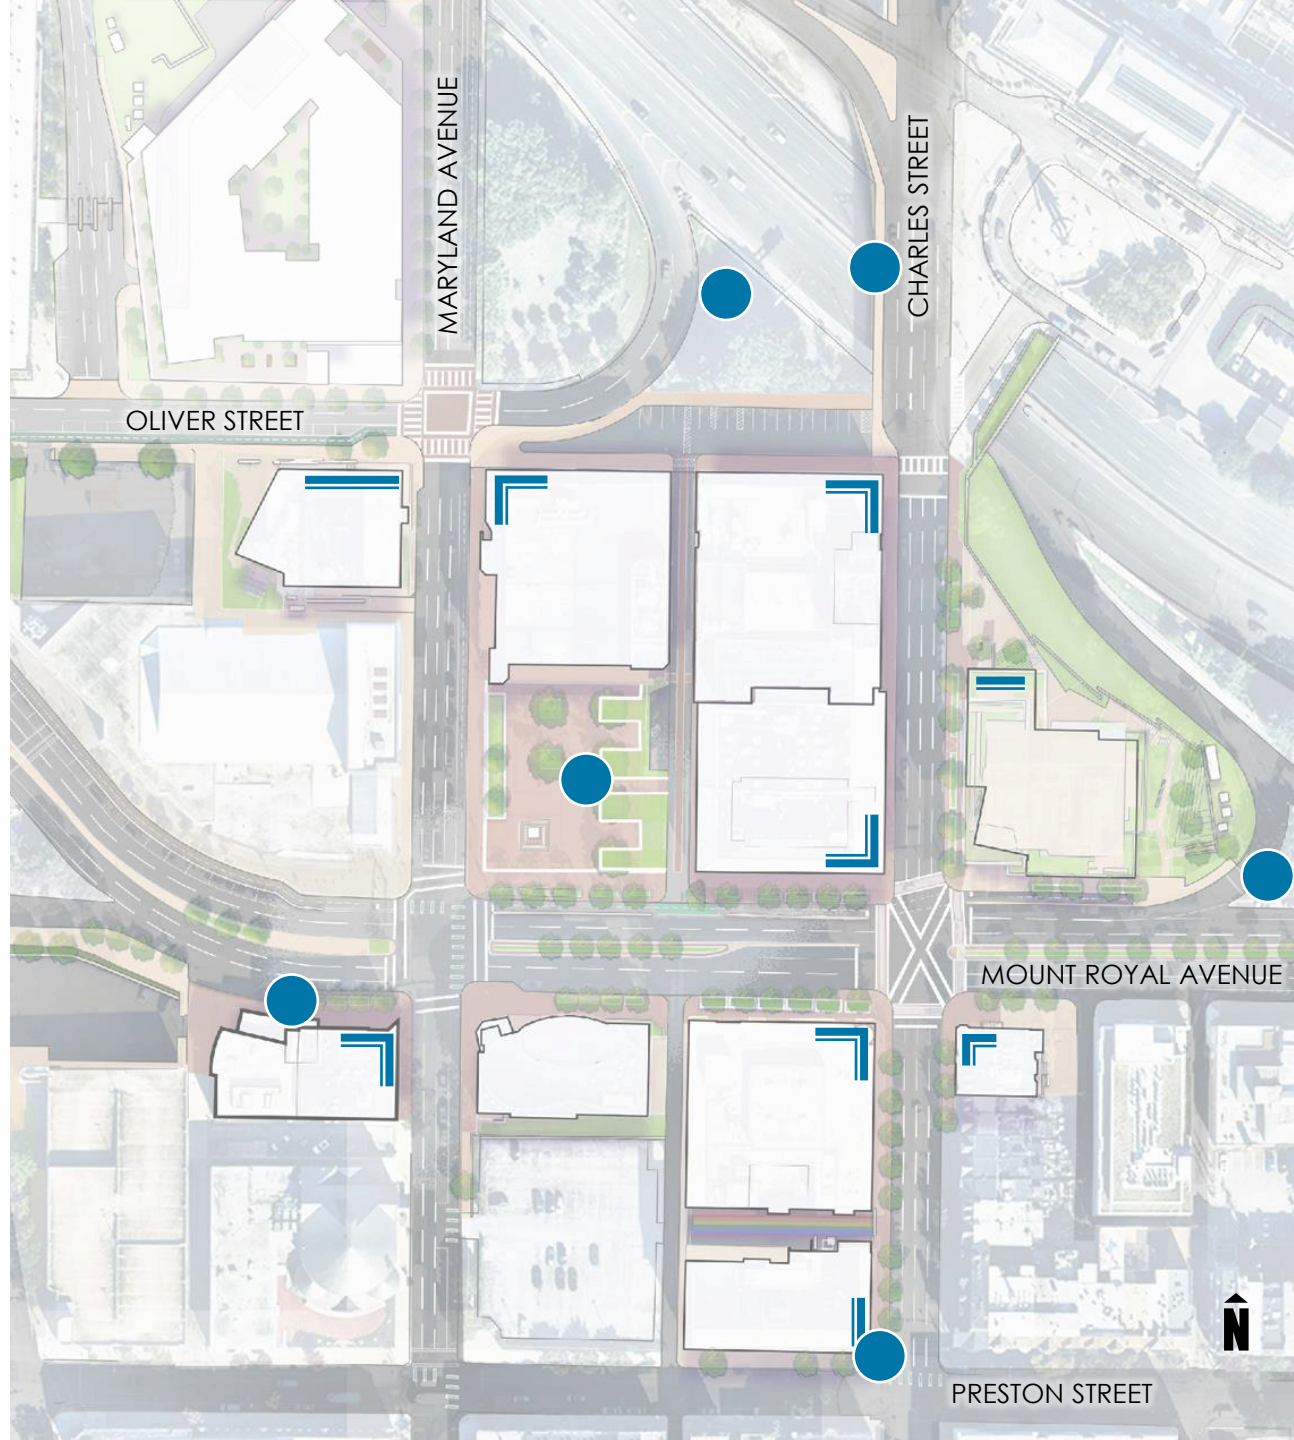 MARYLAND AVENUE
CHARLES STREET
OLIVER STREET
MOUNT ROYAL AVENUE
N
PRESTON STREET